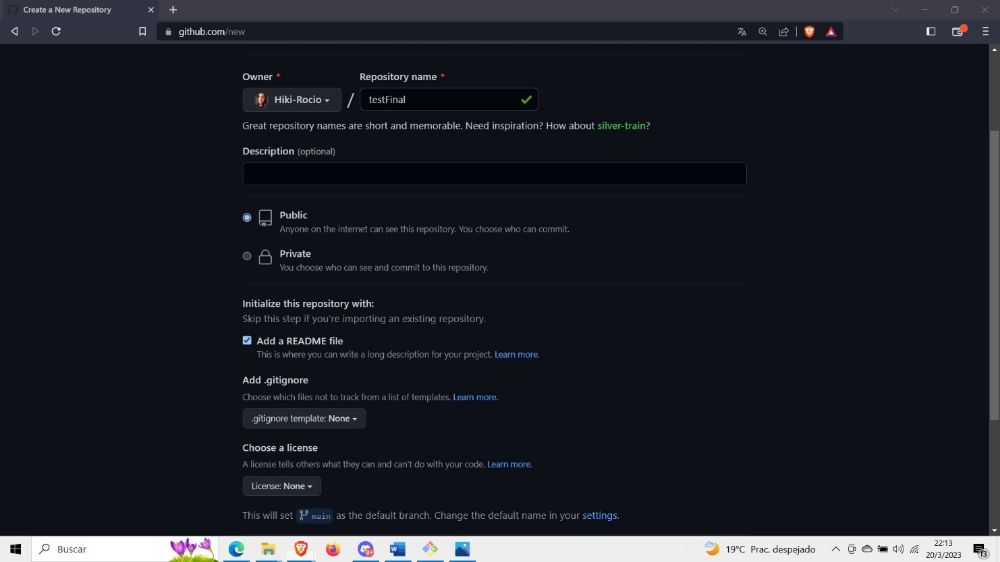 Create a New Repository
github.com/new
Owner *
Repository name *
Hiki-Rocio
/
testFinal
Great repository names are short and memorable. Need inspiration? How about silver-train?
Description (optional)
Public
Anyone on the internet can see this repository. You choose who can commit.
Private
You choose who can see and commit to this repository.
Initialize this repository with:
Skip this step if you're importing an existing repository.
Add a README file
This is where you can write a long description for your project. Learn more.
Add .gitignore
Choose which files not to track from a list of templates. Learn more.
.gitignore template: None
Choose a license
A license tells others what they can and can't do with your code. Learn more.
License: None
This will set main as the default branch. Change the default name in your settings.
Buscar
9+
19°C Prac. despejado
22:13
20/3/2023
13